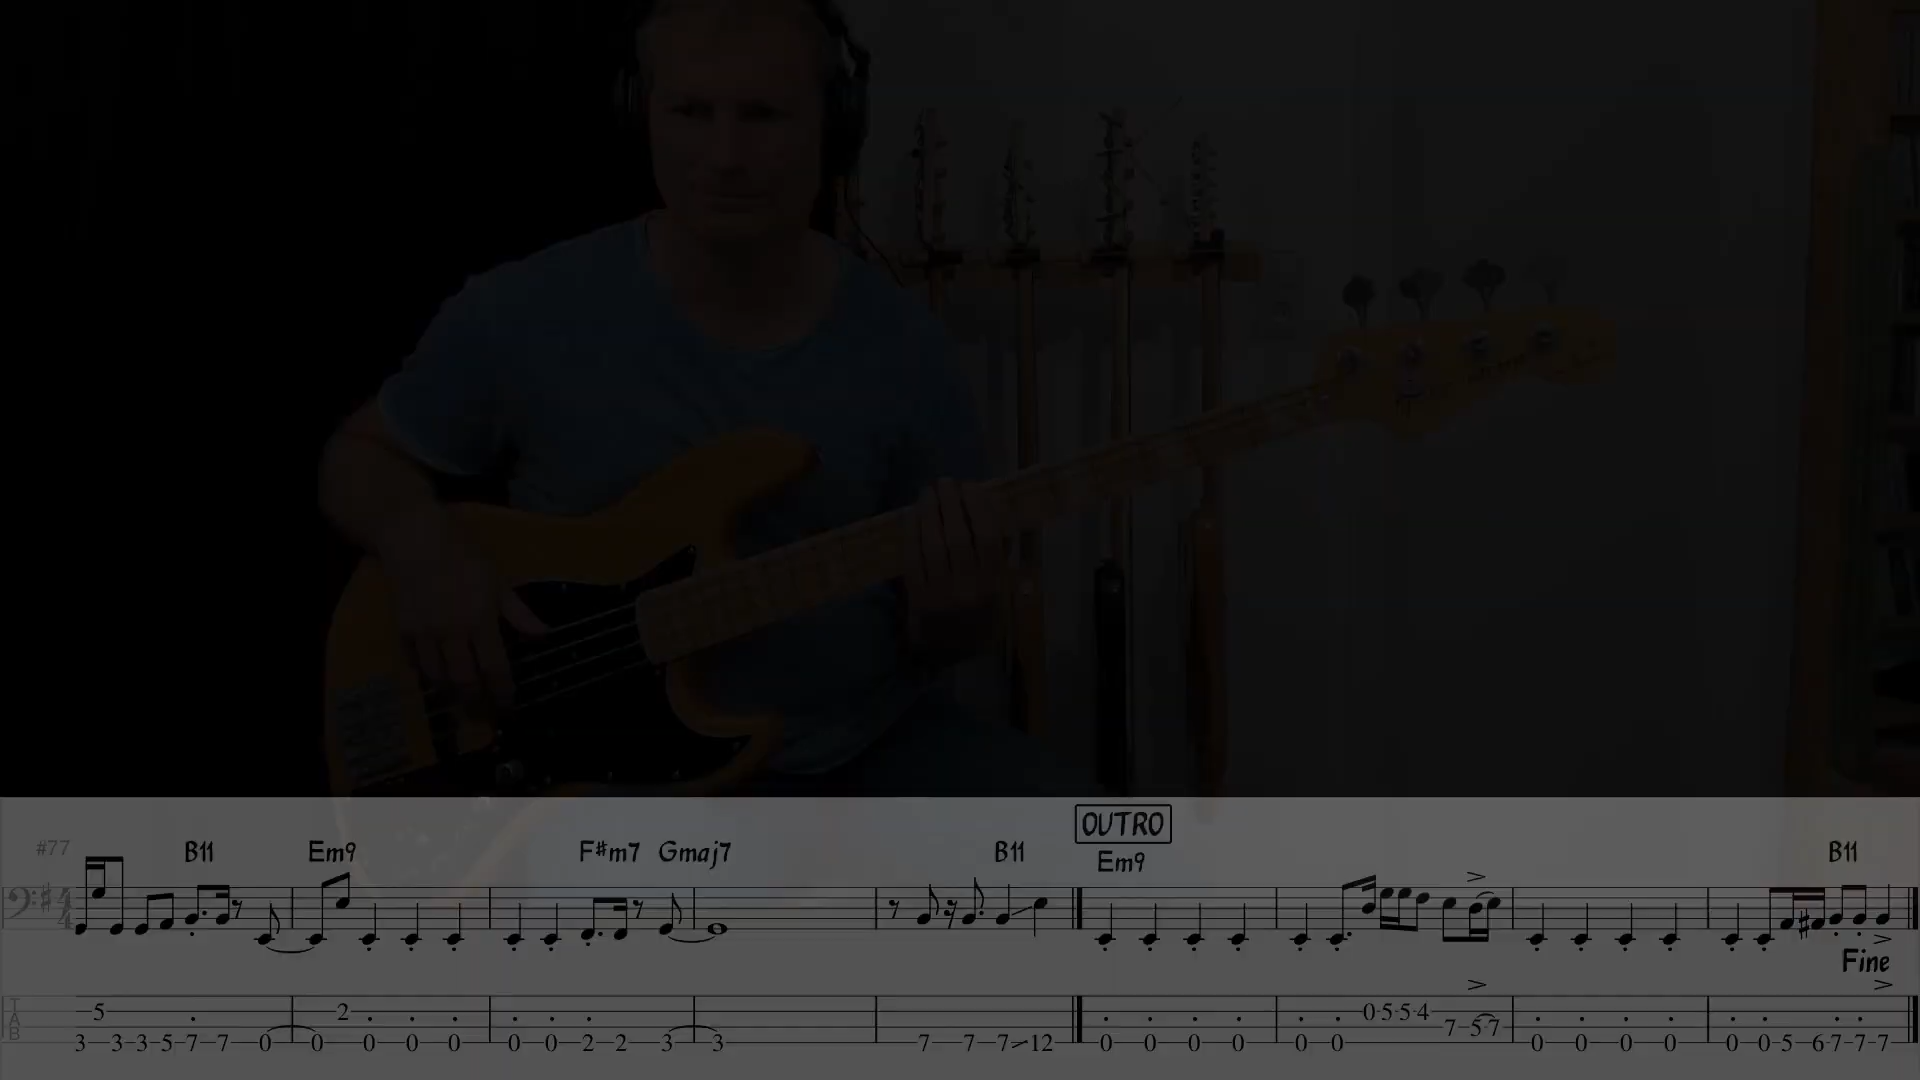 OUTRO
#77 B11 Em9 F#m7 Gmaj7 B11 Em9 B11
4 4
Fine
T A B
5 2 0 5 5 4
7 5 7
3 3 3 5 7 7 0 0 0 0 0 0 0 2 2 3 3 7 7 7 12 0 0 0 0 0 0 0 0 0 0 0 0 5 6 7 7 7